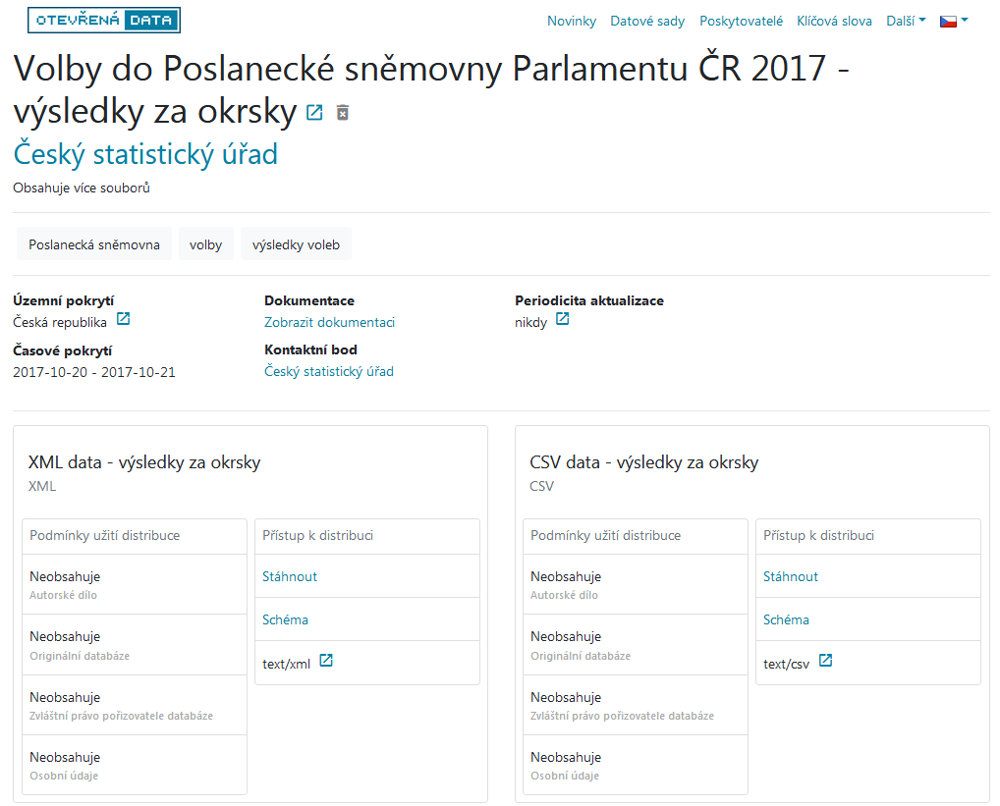 OTEVŘENÁ DATA
Novinky Datové sady Poskytovatelé Klíčová slova Další
Volby do Poslanecké sněmovny Parlamentu ČR 2017 -
výsledky za okrsky
Český statistický úřad
Obsahuje více souborů
Poslanecká sněmovna volby výsledky voleb
Územní pokrytí
Česká republika
Časové pokrytí
2017-10-20 - 2017-10-21
Dokumentace
Zobrazit dokumentaci
Kontaktní bod
Český statistický úřad
Periodicita aktualizace
nikdy
XML data - výsledky za okrsky
XML
Podmínky užití distribuce
Neobsahuje
Autorské dílo
Neobsahuje
Originální databáze
Neobsahuje
Zvláštní právo pořizovatele databáze
Neobsahuje
Osobní údaje
Přístup k distribuci
Stáhnout
Schéma
text/xml
CSV data - výsledky za okrsky
CSV
Podmínky užití distribuce
Neobsahuje
Autorské dílo
Neobsahuje
Originální databáze
Neobsahuje
Zvláštní právo pořizovatele databáze
Neobsahuje
Osobní údaje
Přístup k distribuci
Stáhnout
Schéma
text/csv